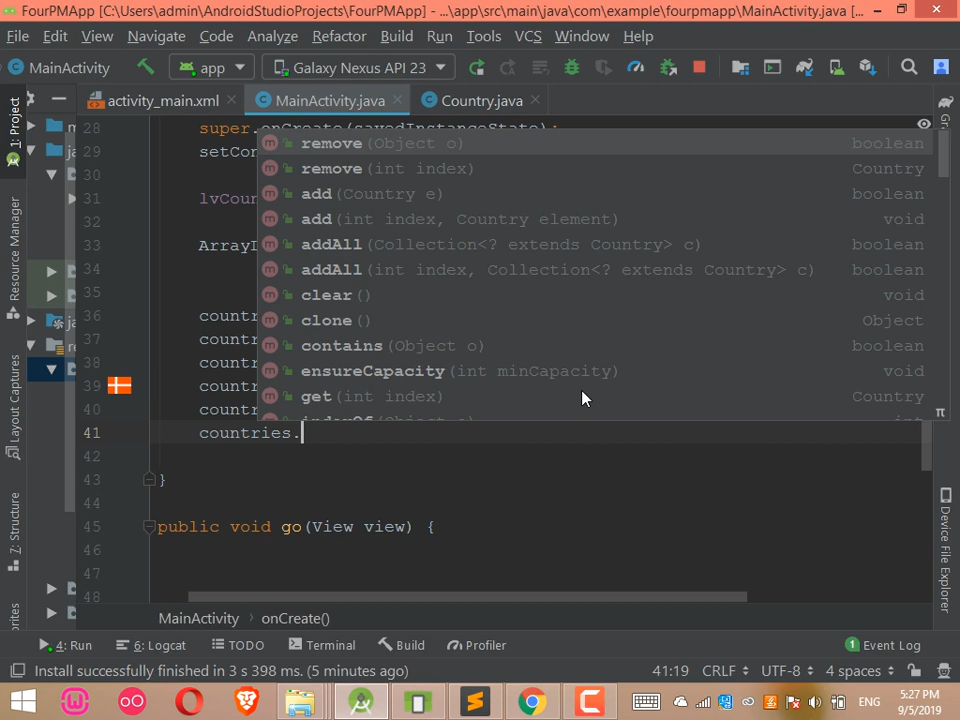 FourPMApp [C:\Users\admin\AndroidStudioProjects\FourPMApp] - ...\app\src\main\java\com\example\fourpmapp\MainActivity.java [...
File Edit View Navigate Code Analyze Refactor Build Run Tools VCS Window Help
MainActivity app Galaxy Nexus API 23
activity_main.xml MainActivity.java Country.java
1: Project
Resource Manager
Layout Captures
7: Structure
28 super.onCreate(savedInstanceState);
29 setCon
30
31 lvCoun
32
33 ArrayL
34
35
36 countr
37 countr
38 countr
39 countr
40 countr
41 countries.
42
43 }
44
45 public void go(View view) {
46
47
48
remove(Object o) boolean
remove(int index) Country
add(Country e) boolean
add(int index, Country element) void
addAll(Collection<? extends Country> c) boolean
addAll(int index, Collection<? extends Country> c) boolean
clear() void
clone() Object
contains(Object o) boolean
ensureCapacity(int minCapacity) void
get(int index) Country
indexOf(Object o) int
π
Device File Explorer
MainActivity onCreate()
4: Run 6: Logcat TODO Terminal Build Profiler 1 Event Log
Install successfully finished in 3 s 398 ms. (5 minutes ago) 41:19 CRLF UTF-8 4 spaces
ENG 5:27 PM
9/5/2019